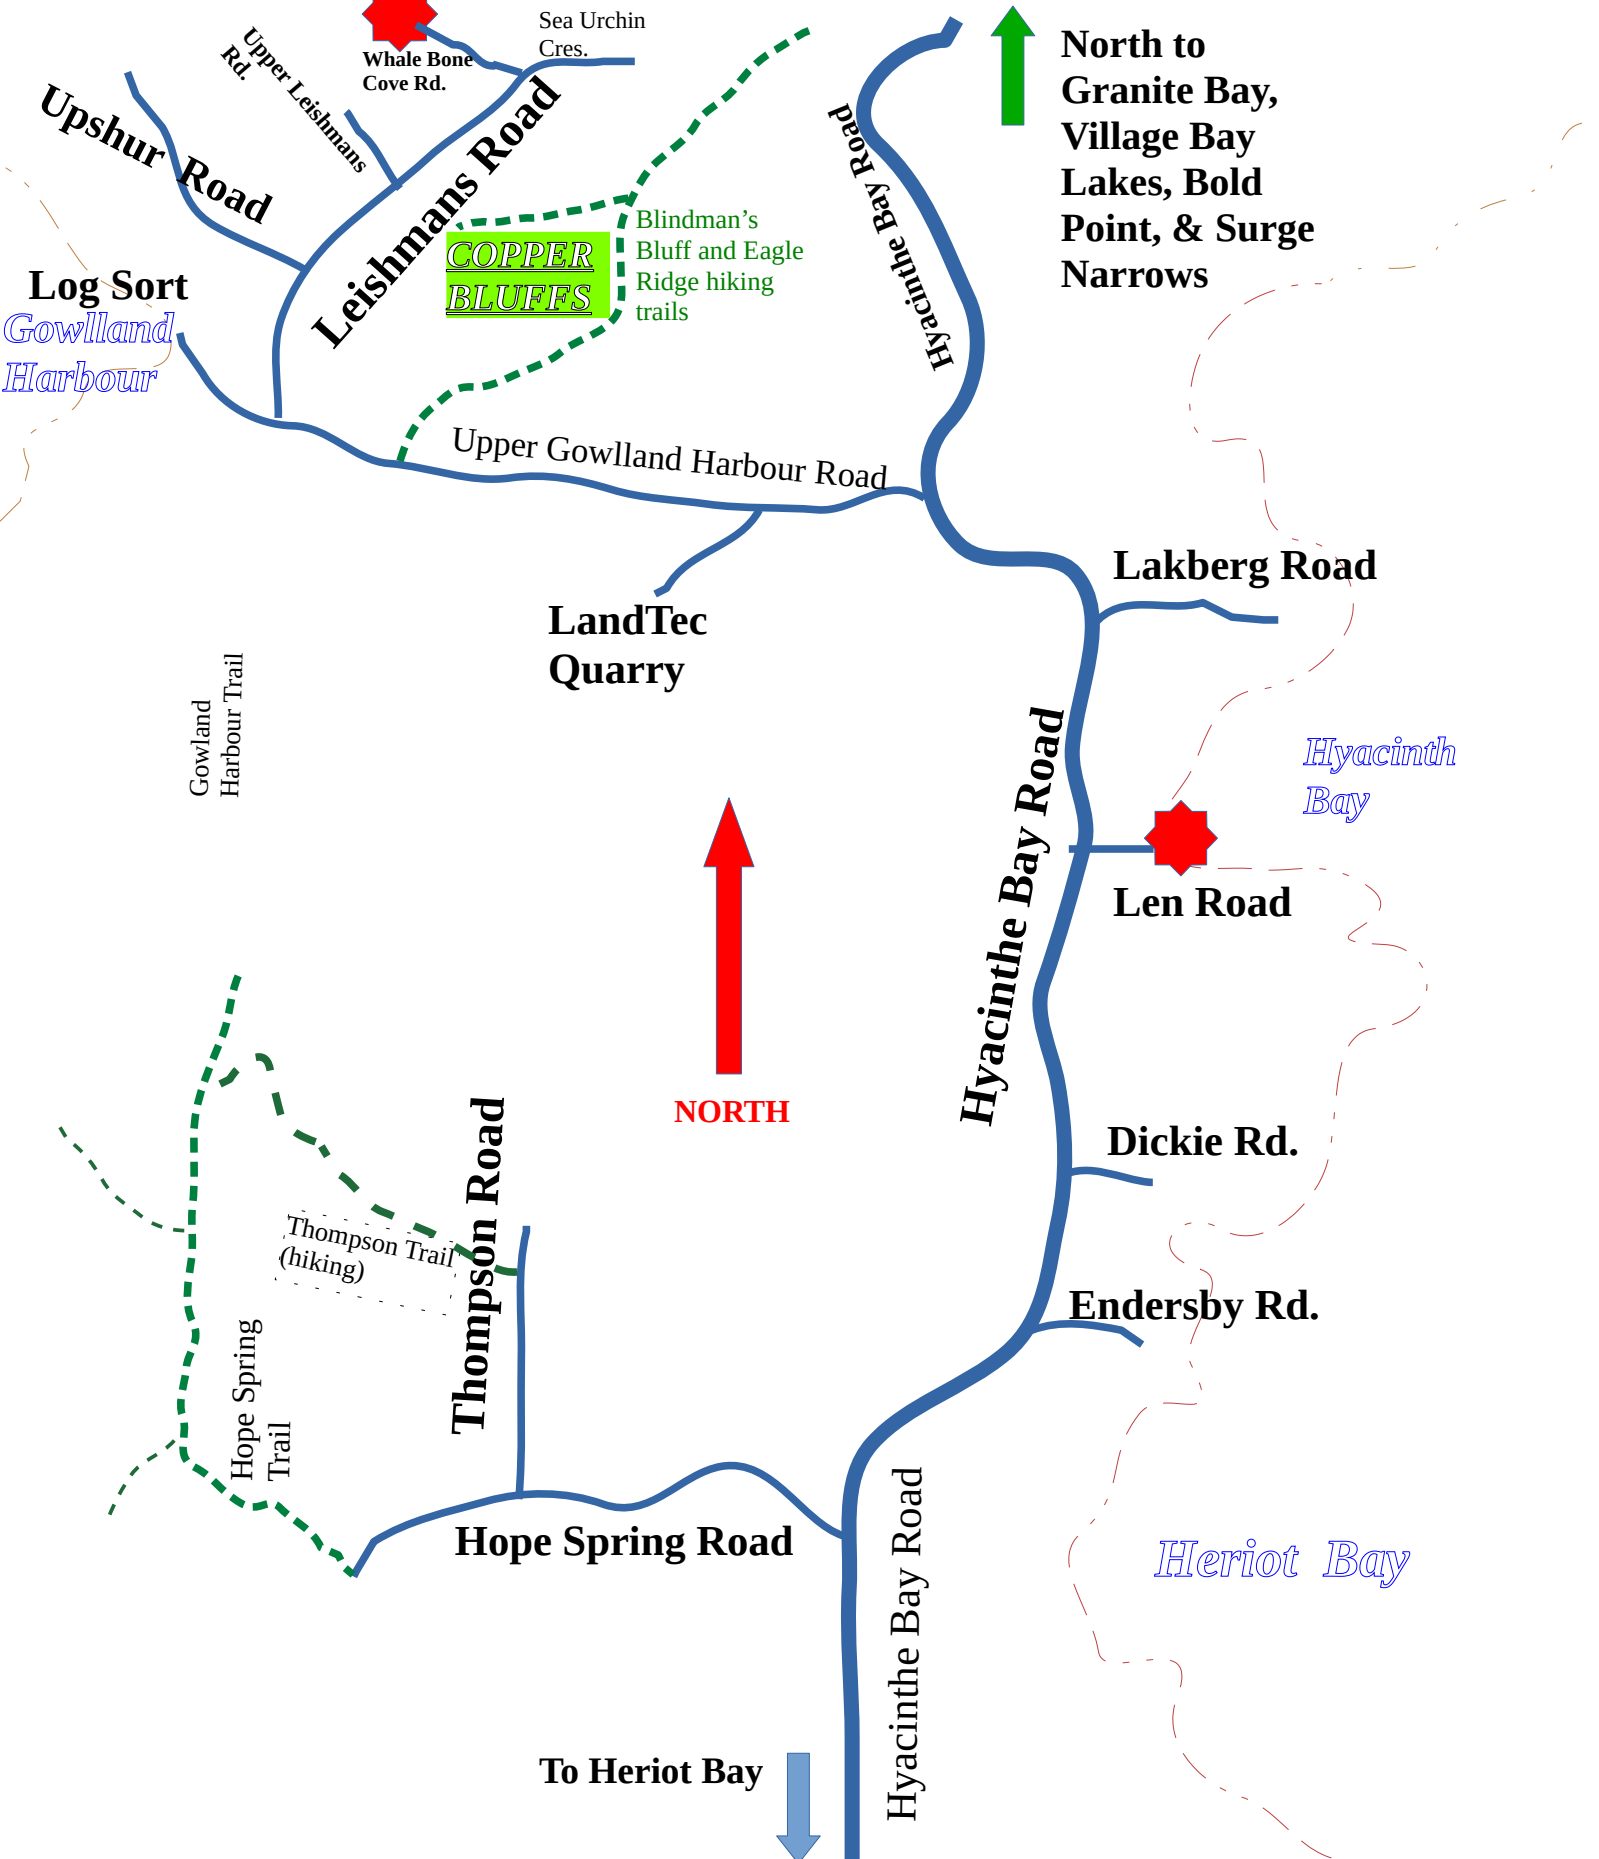 Sea Urchin
Cres.
Whale Bone
Cove Rd.
Upper Leishmans
Rd.
Upshur Road
Leishmans Road
North to
Granite Bay,
Village Bay
Lakes, Bold
Point, & Surge
Narrows
Hyacinthe Bay Road
COPPER
BLUFFS
Blindman’s
Bluff and Eagle
Ridge hiking
trails
Log Sort
Gowlland
Harbour
Upper Gowlland Harbour Road
Lakberg Road
LandTec
Quarry
Gowland
Harbour Trail
Hyacinth
Bay
Hyacinthe Bay Road
Len Road
NORTH
Dickie Rd.
Thompson Road
Thompson Trail
(hiking)
Endersby Rd.
Hope Spring
Trail
Hope Spring Road
Heriot Bay
Hyacinthe Bay Road
To Heriot Bay